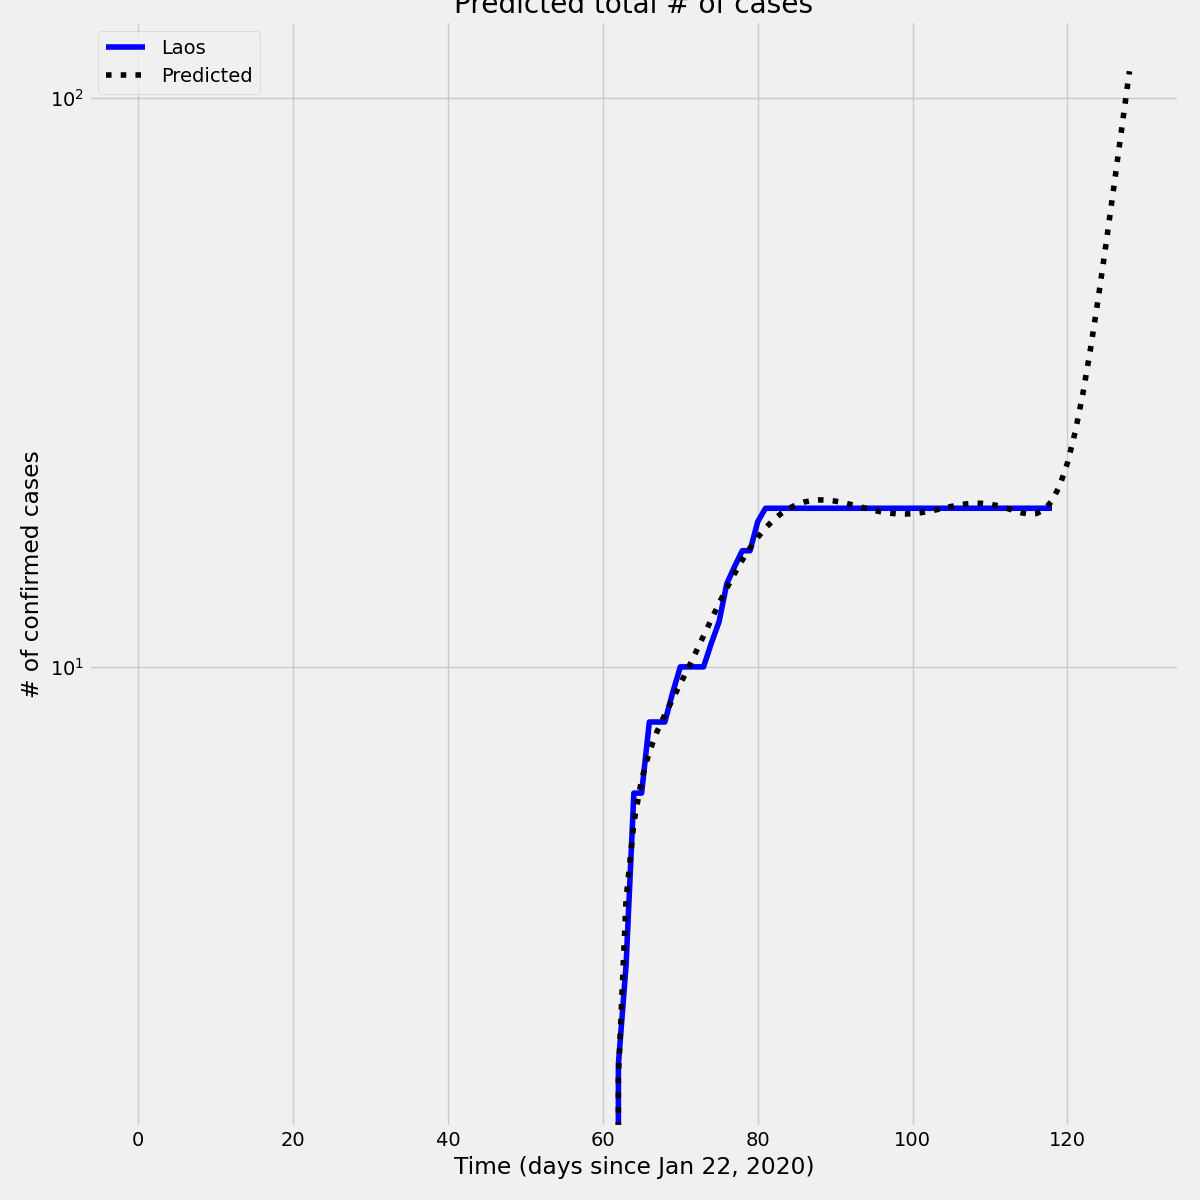 Predicted total # of cases
Laos
Predicted
10²
10¹
# of confirmed cases
0 20 40 60 80 100 120
Time (days since Jan 22, 2020)